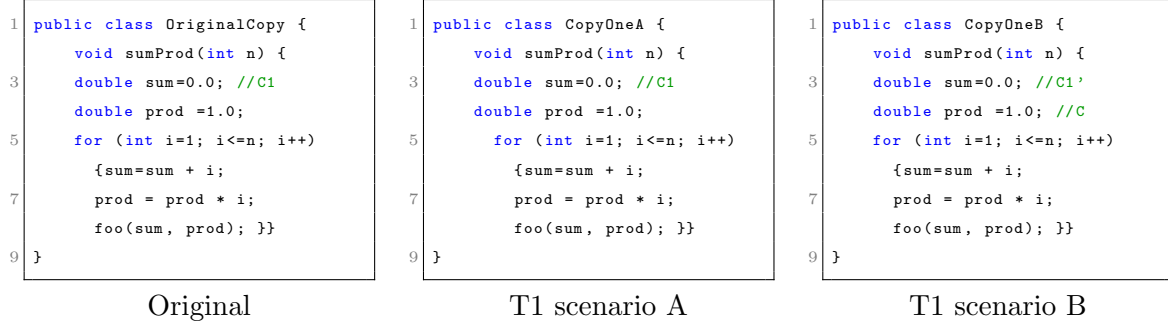 1 public class OriginalCopy {
void sumProd(int n) {
3 double sum=0.0; //C1
double prod =1.0;
5 for (int i=1; i<=n; i++)
{sum=sum + i;
7 prod = prod * i;
foo(sum, prod); }}
9 }
Original
1 public class CopyOneA {
void sumProd(int n) {
3 double sum=0.0; //C1
double prod =1.0;
5 for (int i=1; i<=n; i++)
{sum=sum + i;
7 prod = prod * i;
foo(sum, prod); }}
9 }
T1 scenario A
1 public class CopyOneB {
void sumProd(int n) {
3 double sum=0.0; //C1'
double prod =1.0; //C
5 for (int i=1; i<=n; i++)
{sum=sum + i;
7 prod = prod * i;
foo(sum, prod); }}
9 }
T1 scenario B